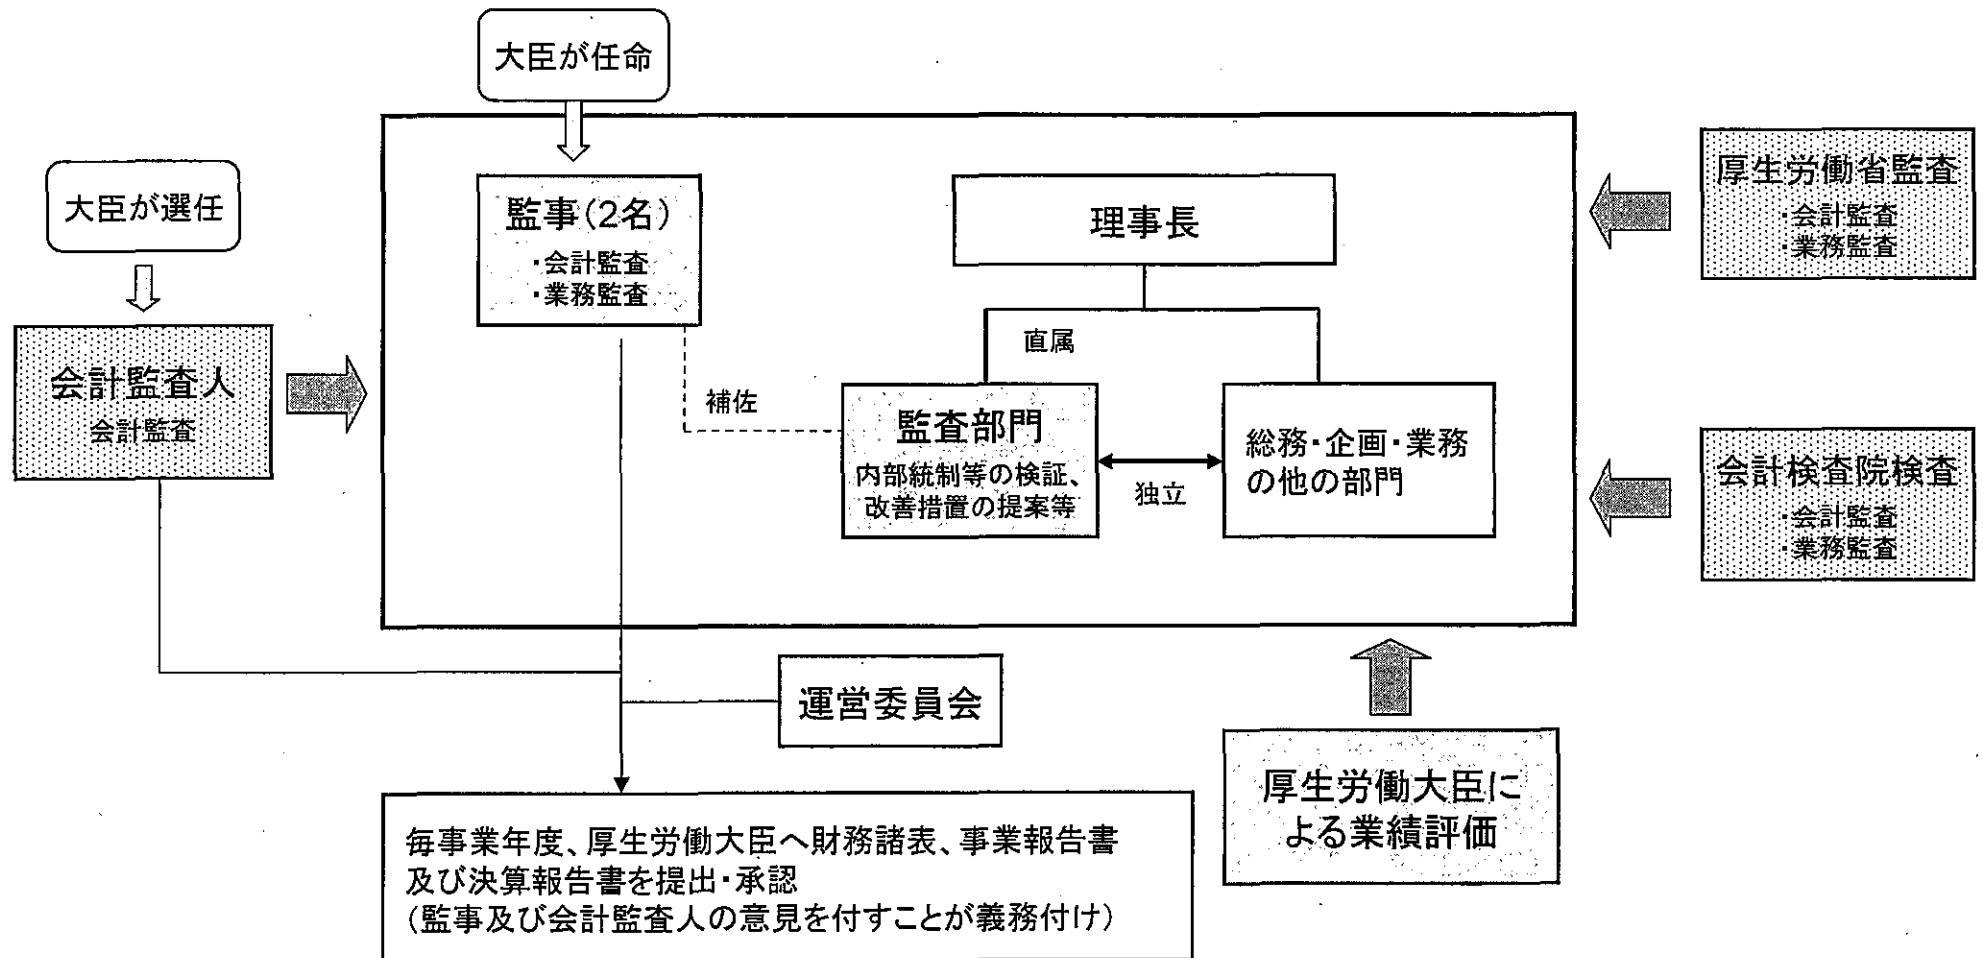 大臣が任命
大臣が選任
監事(2名)
・会計監査
・業務監査
理事長
厚生労働省監査
・会計監査
・業務監査
直属
会計監査人
会計監査
補佐
監査部門
内部統制等の検証、
改善措置の提案等
独立
総務・企画・業務
の他の部門
会計検査院検査
・会計監査
・業務監査
運営委員会
厚生労働大臣に
よる業績評価
毎事業年度、厚生労働大臣へ財務諸表、事業報告書
及び決算報告書を提出・承認
(監事及び会計監査人の意見を付すことが義務付け)